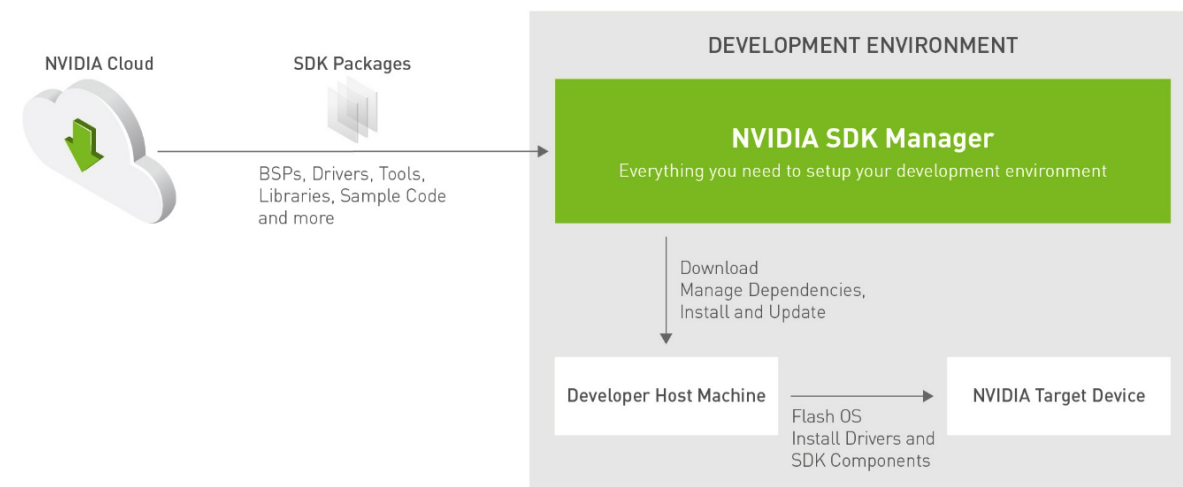 DEVELOPMENT ENVIRONMENT
NVIDIA Cloud
SDK Packages
BSPs, Drivers, Tools,
Libraries, Sample Code
and more
NVIDIA SDK Manager
Everything you need to setup your development environment
Download
Manage Dependencies,
Install and Update
Developer Host Machine
Flash OS
Install Drivers and
SDK Components
NVIDIA Target Device